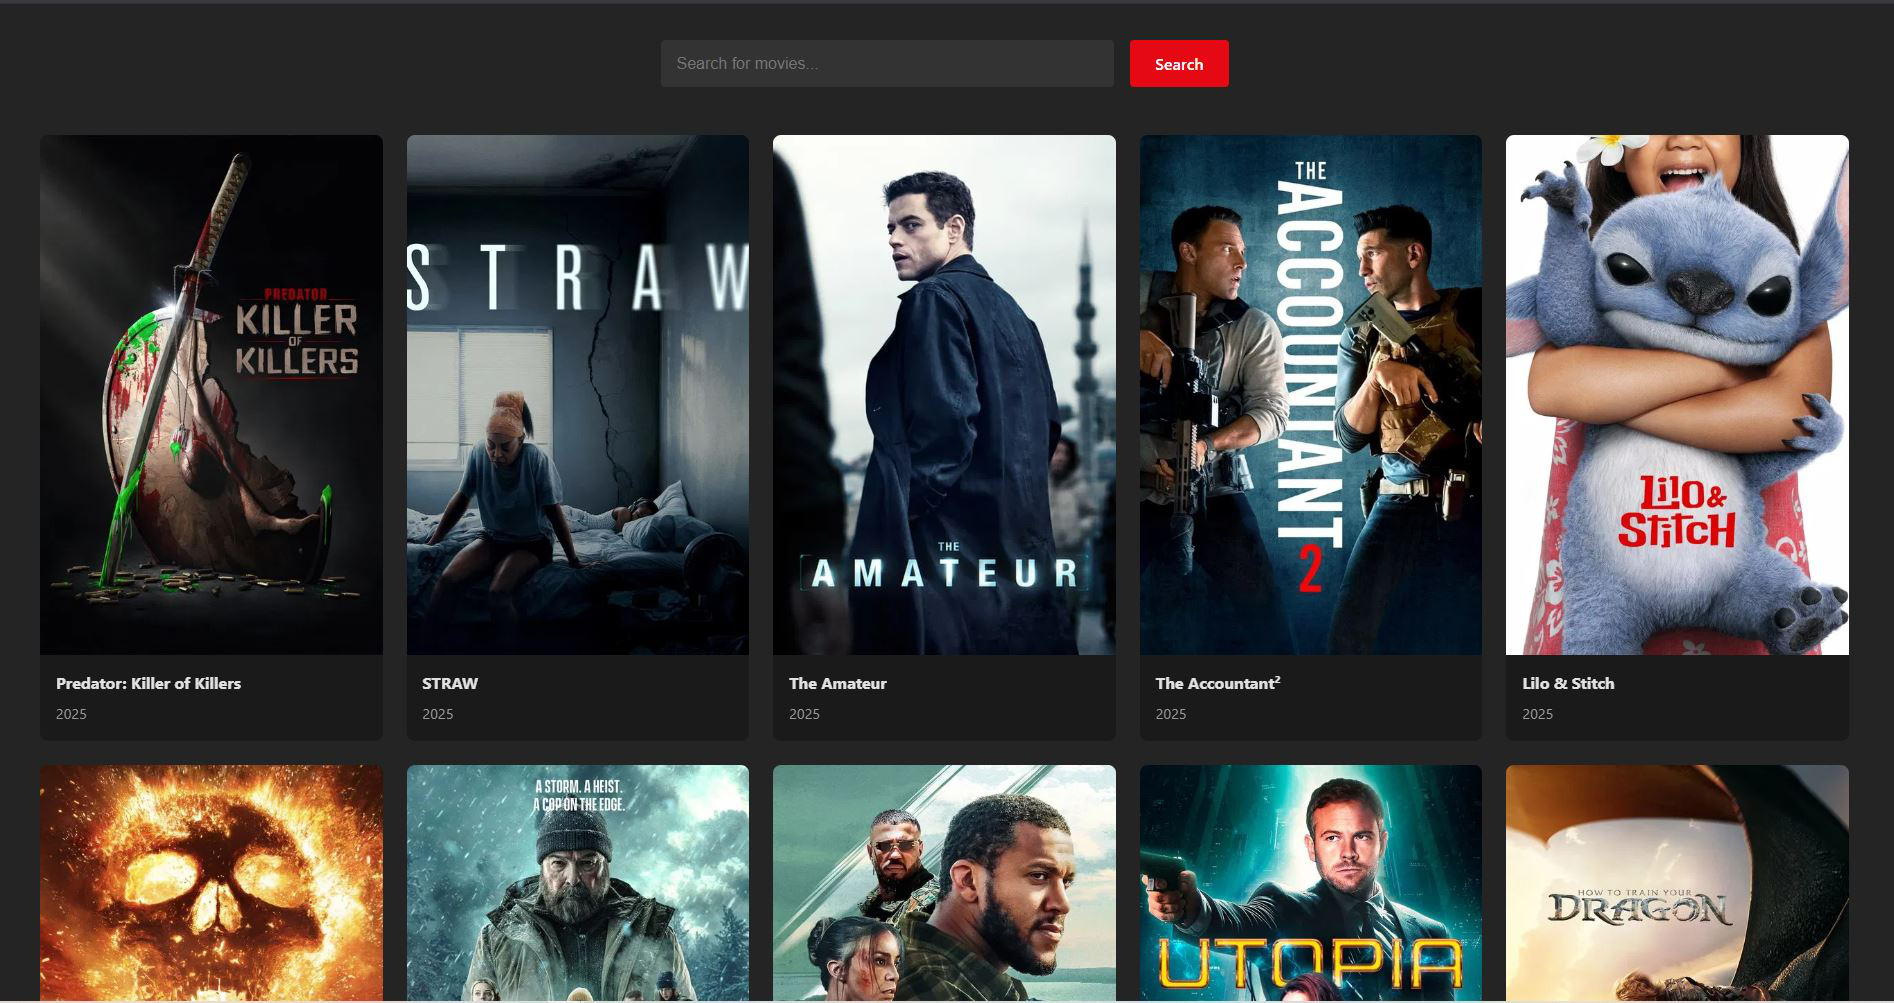 Search for movies...
Search
PREDATOR
KILLER
OF
KILLERS
STRAW
THE
AMATEUR
THE
ACCOUNTANT
2
Lilo &
Stitch
Predator: Killer of Killers
2025
STRAW
2025
The Amateur
2025
The Accountant²
2025
Lilo & Stitch
2025
A STORM. A HEIST.
A COP ON THE EDGE.
UTOPIA
HOW TO TRAIN YOUR
DRAGON